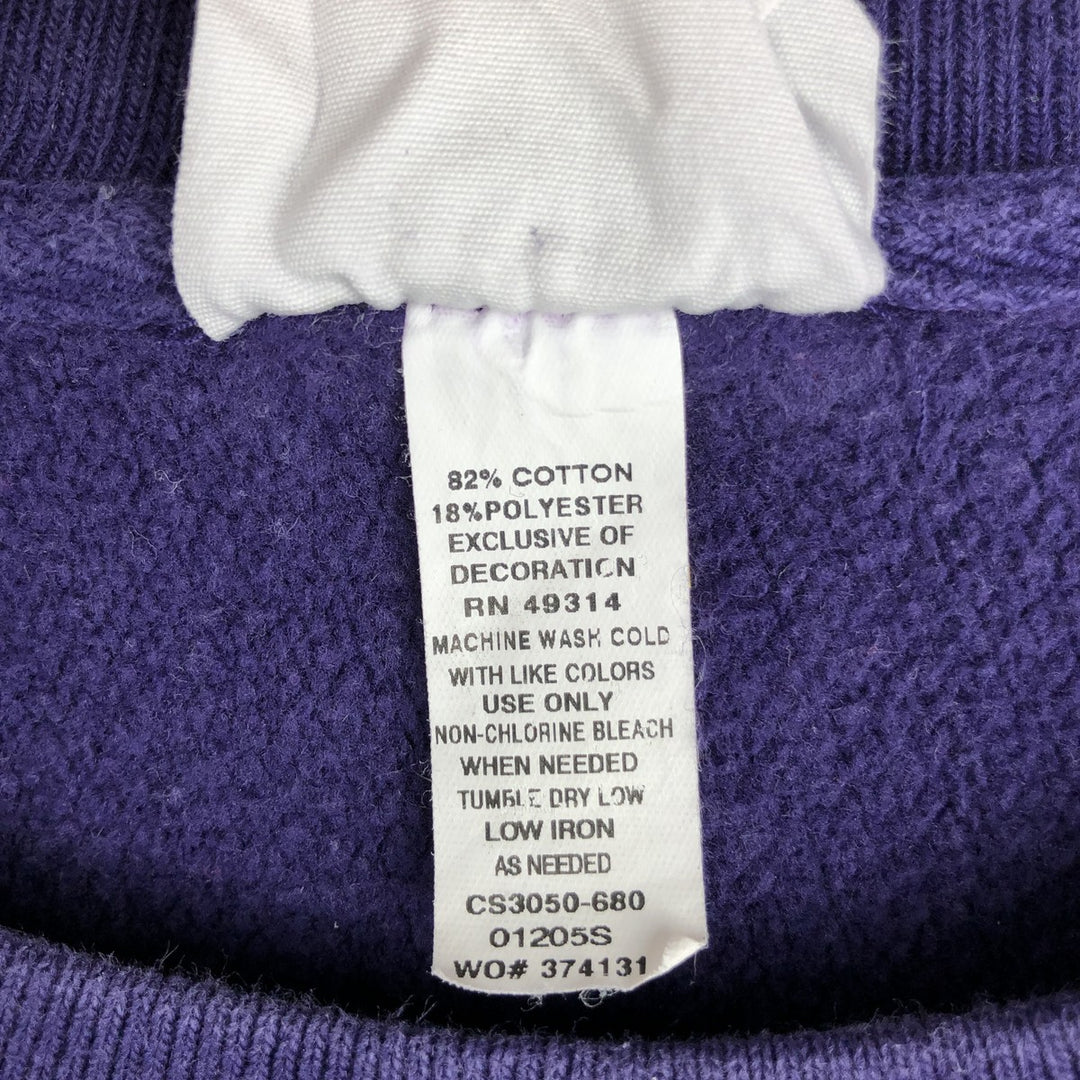 82% COTTON
18%POLYESTER
EXCLUSIVE OF
DECORATION
RN 49314
MACHINE WASH COLD
WITH LIKE COLORS
USE ONLY
NON-CHLORINE BLEACH
WHEN NEEDED
TUMBLE DRY LOW
LOW IRON
AS NEEDED
CS3050-680
01205S
WO# 374131